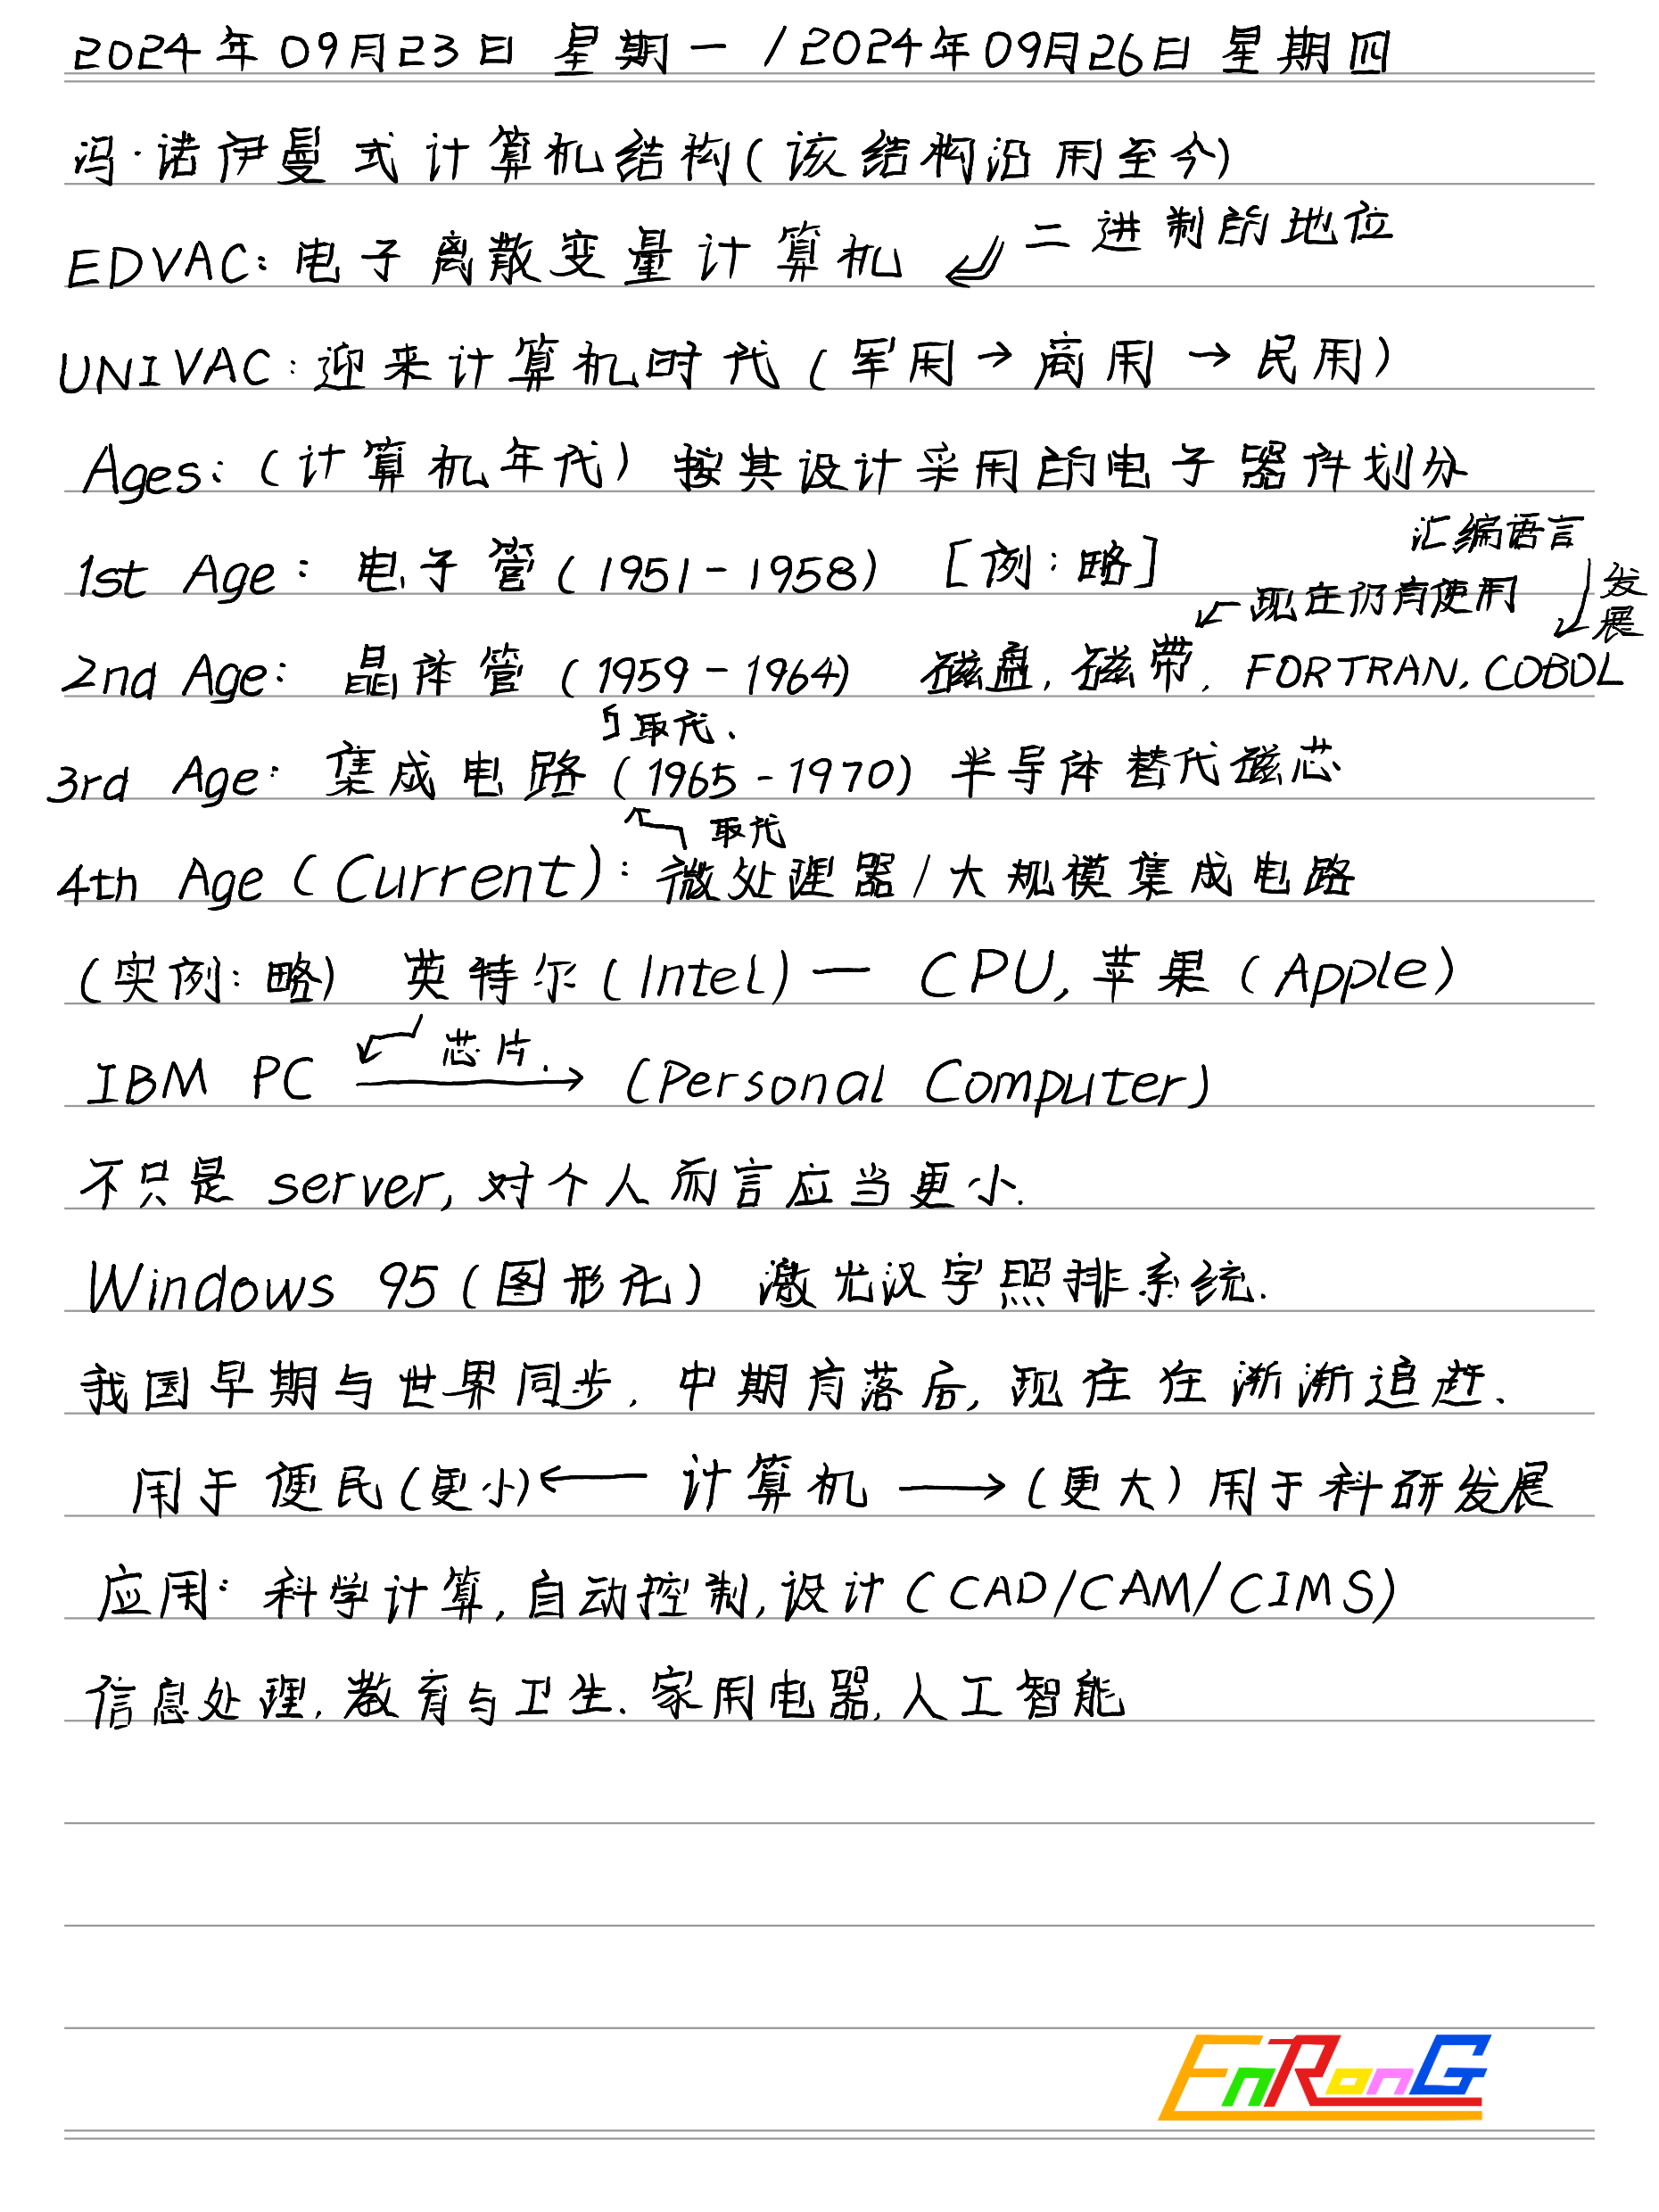 2024年09月23日 星期一 / 2024年09月26日 星期四
冯·诺伊曼式计算机结构(该结构沿用至今)
EDVAC: 电子离散变量计算机 ↙ 二进制的地位
UNIVAC: 迎来计算机时代 (军用→商用→民用)
Ages: (计算机年代) 按其设计采用的电子器件划分
汇编语言
1st Age: 电子管 (1951-1958) [例:略]
← 现在仍有使用
↓发展
2nd Age: 晶体管 (1959-1964) 磁盘, 磁带, FORTRAN, COBOL
取代.
3rd Age: 集成电路 (1965-1970) 半导体替代磁芯
取代
4th Age (Current): 微处理器/大规模集成电路
(实例:略) 英特尔(Intel)— CPU, 苹果 (Apple)
芯片.
IBM PC → (Personal Computer)
不只是 server, 对个人而言应当更小.
Windows 95 (图形化) 激光汉字照排系统.
我国早期与世界同步, 中期有落后, 现在在渐渐追赶.
用于便民(更小)← 计算机 →(更大) 用于科研发展
应用: 科学计算, 自动控制, 设计 (CAD/CAM/CIMS)
信息处理, 教育与卫生, 家用电器, 人工智能
EnRonG